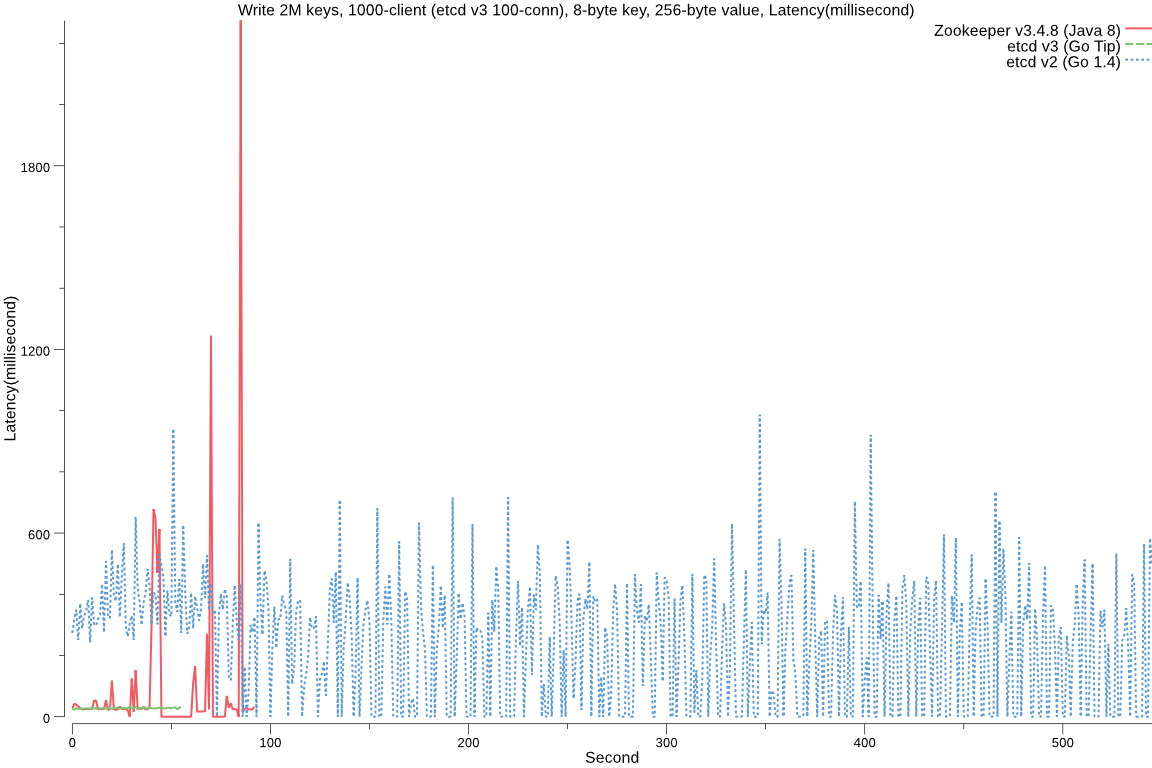 Write 2M keys, 1000-client (etcd v3 100-conn), 8-byte key, 256-byte value, Latency(millisecond)
Zookeeper v3.4.8 (Java 8)
etcd v3 (Go Tip)
etcd v2 (Go 1.4)
1800
1200
600
0
Latency(millisecond)
0 100 200 300 400 500
Second